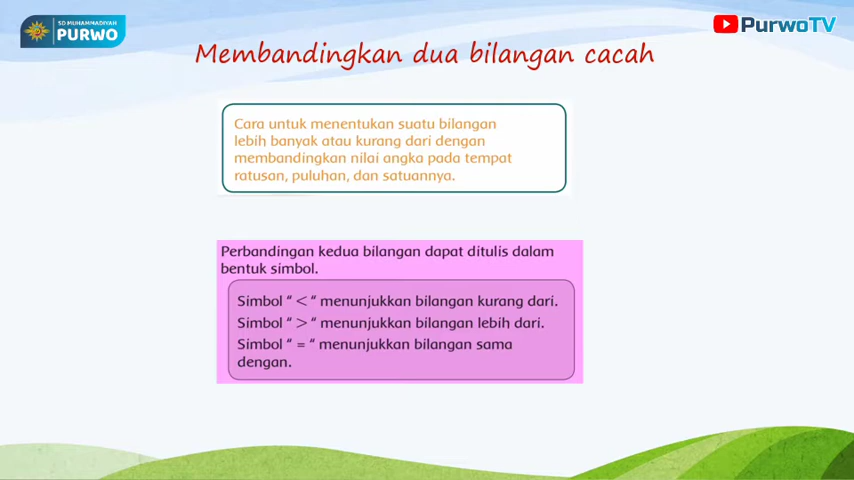 SD MUHAMMADIYAH
PURWO
PurwoTV
Membandingkan dua bilangan cacah
Cara untuk menentukan suatu bilangan
lebih banyak atau kurang dari dengan
membandingkan nilai angka pada tempat
ratusan, puluhan, dan satuannya.
Perbandingan kedua bilangan dapat ditulis dalam
bentuk simbol.
Simbol “ < “ menunjukkan bilangan kurang dari.
Simbol “ > “ menunjukkan bilangan lebih dari.
Simbol “ = “ menunjukkan bilangan sama
dengan.